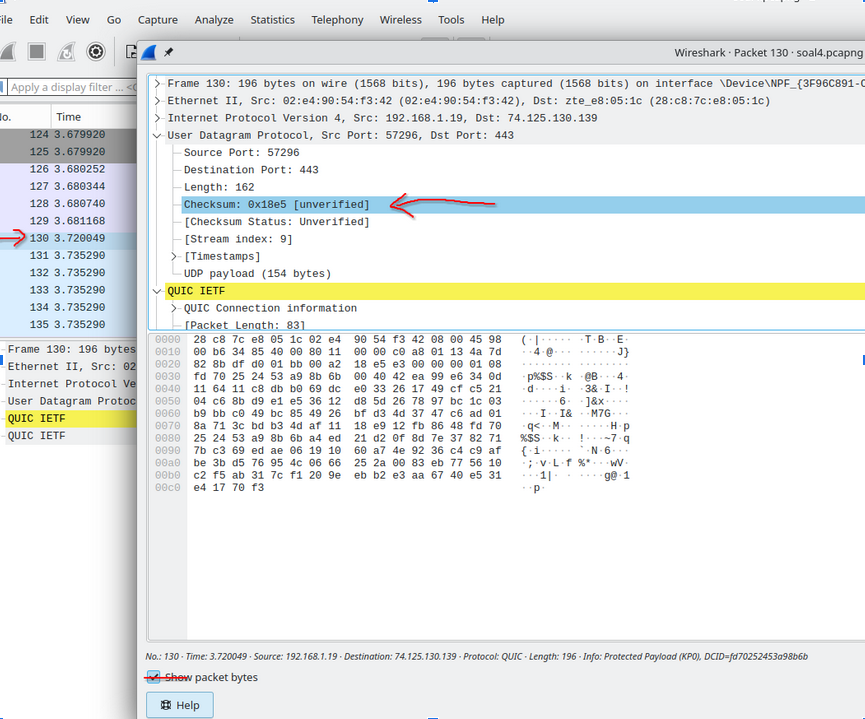 File Edit View Go Capture Analyze Statistics Telephony Wireless Tools Help
Wireshark · Packet 130 · soal4.pcapng
Apply a display filter ... <C
No. Time
124 3.679920
125 3.679920
126 3.680252
127 3.680344
128 3.680740
129 3.681168
130 3.720049
131 3.735290
132 3.735290
133 3.735290
134 3.735290
135 3.735290
Frame 130: 196 bytes
Ethernet II, Src: 02
Internet Protocol Ve
User Datagram Protoc
QUIC IETF
QUIC IETF
Frame 130: 196 bytes on wire (1568 bits), 196 bytes captured (1568 bits) on interface \Device\NPF_{3F96C891-C
Ethernet II, Src: 02:e4:90:54:f3:42 (02:e4:90:54:f3:42), Dst: zte_e8:05:1c (28:c8:7c:e8:05:1c)
Internet Protocol Version 4, Src: 192.168.1.19, Dst: 74.125.130.139
User Datagram Protocol, Src Port: 57296, Dst Port: 443
Source Port: 57296
Destination Port: 443
Length: 162
Checksum: 0x18e5 [unverified]
[Checksum Status: Unverified]
[Stream index: 9]
[Timestamps]
UDP payload (154 bytes)
QUIC IETF
QUIC Connection information
[Packet Length: 83]
0000 28 c8 7c e8 05 1c 02 e4 90 54 f3 42 08 00 45 98 (·|····· ·T·B··E·
0010 00 b6 34 85 40 00 80 11 00 00 c0 a8 01 13 4a 7d ··4·@··· ······J}
0020 82 8b df d0 01 bb 00 a2 18 e5 e3 00 00 00 01 08 ········ ········
0030 fd 70 25 24 53 a9 8b 6b 00 40 42 ea 99 e6 34 0d ·p%$S··k ·@B···4·
0040 11 64 11 c8 db b0 69 dc e0 33 26 17 49 cf c5 21 ·d····i· ·3&·I··!
0050 04 c6 8b d9 e1 e5 36 12 d8 5d 26 78 97 bc 1c 03 ······6· ·]&x····
0060 b9 bb c0 49 bc 85 49 26 bf d3 4d 37 47 c6 ad 01 ···I··I& ··M7G···
0070 8a 71 3c bd b3 4d af 11 18 e9 12 fb 86 48 fd 70 ·q<··M·· ·····H·p
0080 25 24 53 a9 8b 6b a4 ed 21 d2 0f 8d 7e 37 82 71 %$S··k·· !···~7·q
0090 7b c3 69 ed ae 06 19 10 60 a7 4e 92 36 c4 c9 af {·i····· `·N·6···
00a0 be 3b d5 76 95 4c 06 66 25 2a 00 83 eb 77 56 10 ·;·v·L·f %*···wV·
00b0 c2 f5 ab 31 7c f1 20 9e eb b2 e3 aa 67 40 e5 31 ···1|· · ····g@·1
00c0 e4 17 70 f3 ··p·
No.: 130 · Time: 3.720049 · Source: 192.168.1.19 · Destination: 74.125.130.139 · Protocol: QUIC · Length: 196 · Info: Protected Payload (KP0), DCID=fd70252453a98b6b
Show packet bytes
Help